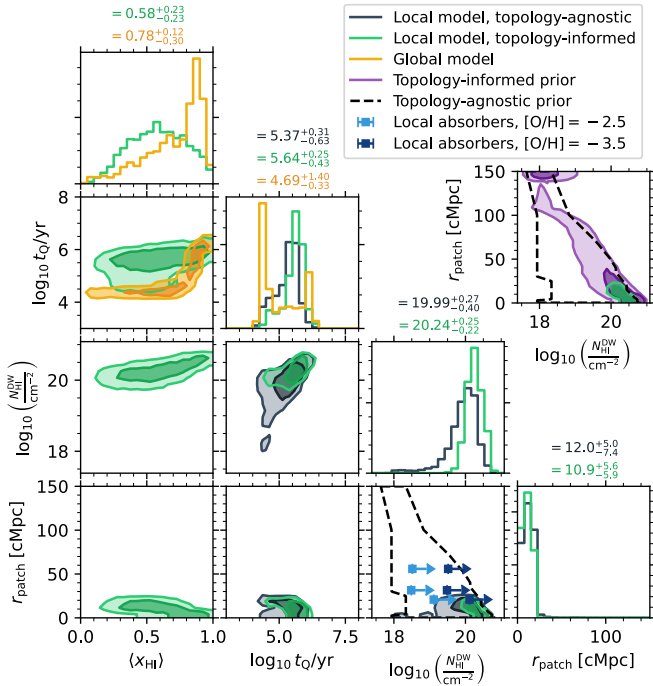 = 0.58^{+0.23}_{-0.23}
= 0.78^{+0.12}_{-0.30}
Local model, topology-agnostic
Local model, topology-informed
Global model
Topology-informed prior
Topology-agnostic prior
Local absorbers, [O/H] = −2.5
Local absorbers, [O/H] = −3.5
= 5.37^{+0.31}_{-0.63}
= 5.64^{+0.25}_{-0.43}
= 4.69^{+1.40}_{-0.33}
log₁₀ t_Q/yr
8
6
4
r_patch [cMpc]
150
100
50
0
18 19 20 21
log₁₀ (N_HI^DW / cm⁻²)
= 19.99^{+0.27}_{-0.40}
= 20.24^{+0.25}_{-0.22}
log₁₀ (N_HI^DW / cm⁻²)
20
18
= 12.0^{+5.0}_{-7.4}
= 10.9^{+5.6}_{-5.9}
r_patch [cMpc]
150
100
50
0
0.0 0.5 1.0
⟨x_HI⟩
5.0 7.5
log₁₀ t_Q/yr
18 20
log₁₀ (N_HI^DW / cm⁻²)
0 100
r_patch [cMpc]